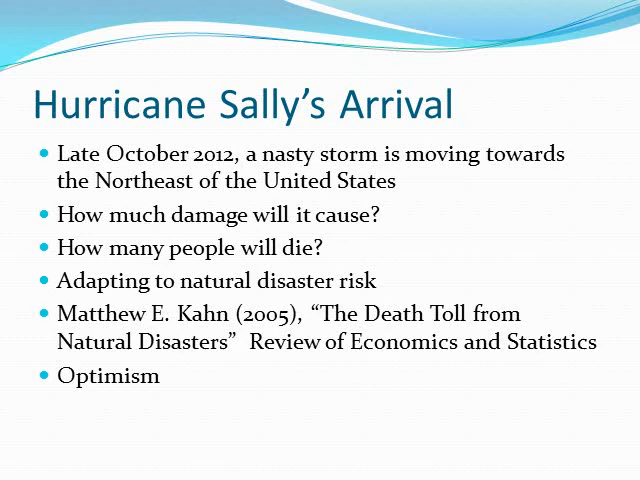 Hurricane Sally’s Arrival
Late October 2012, a nasty storm is moving towards
the Northeast of the United States
How much damage will it cause?
How many people will die?
Adapting to natural disaster risk
Matthew E. Kahn (2005), “The Death Toll from
Natural Disasters”  Review of Economics and Statistics
Optimism